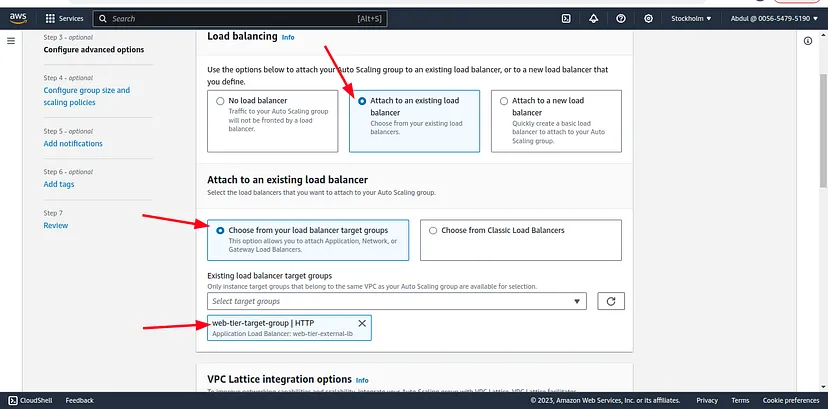 aws
Services
Search
[Alt+S]
Stockholm
Abdul @ 0056-5479-5190
Step 3 - optional
Configure advanced options
Step 4 - optional
Configure group size and
scaling policies
Step 5 - optional
Add notifications
Step 6 - optional
Add tags
Step 7
Review
Load balancing Info
Use the options below to attach your Auto Scaling group to an existing load balancer, or to a new load balancer that
you define.
No load balancer
Traffic to your Auto Scaling group
will not be fronted by a load
balancer.
Attach to an existing load
balancer
Choose from your existing load
balancers.
Attach to a new load
balancer
Quickly create a basic load
balancer to attach to your Auto
Scaling group.
Attach to an existing load balancer
Select the load balancers that you want to attach to your Auto Scaling group.
Choose from your load balancer target groups
This option allows you to attach Application, Network, or
Gateway Load Balancers.
Choose from Classic Load Balancers
Existing load balancer target groups
Only instance target groups that belong to the same VPC as your Auto Scaling group are available for selection.
Select target groups
web-tier-target-group | HTTP
Application Load Balancer: web-tier-external-lb
VPC Lattice integration options Info
CloudShell
Feedback
© 2023, Amazon Web Services, Inc. or its affiliates.
Privacy
Terms
Cookie preferences